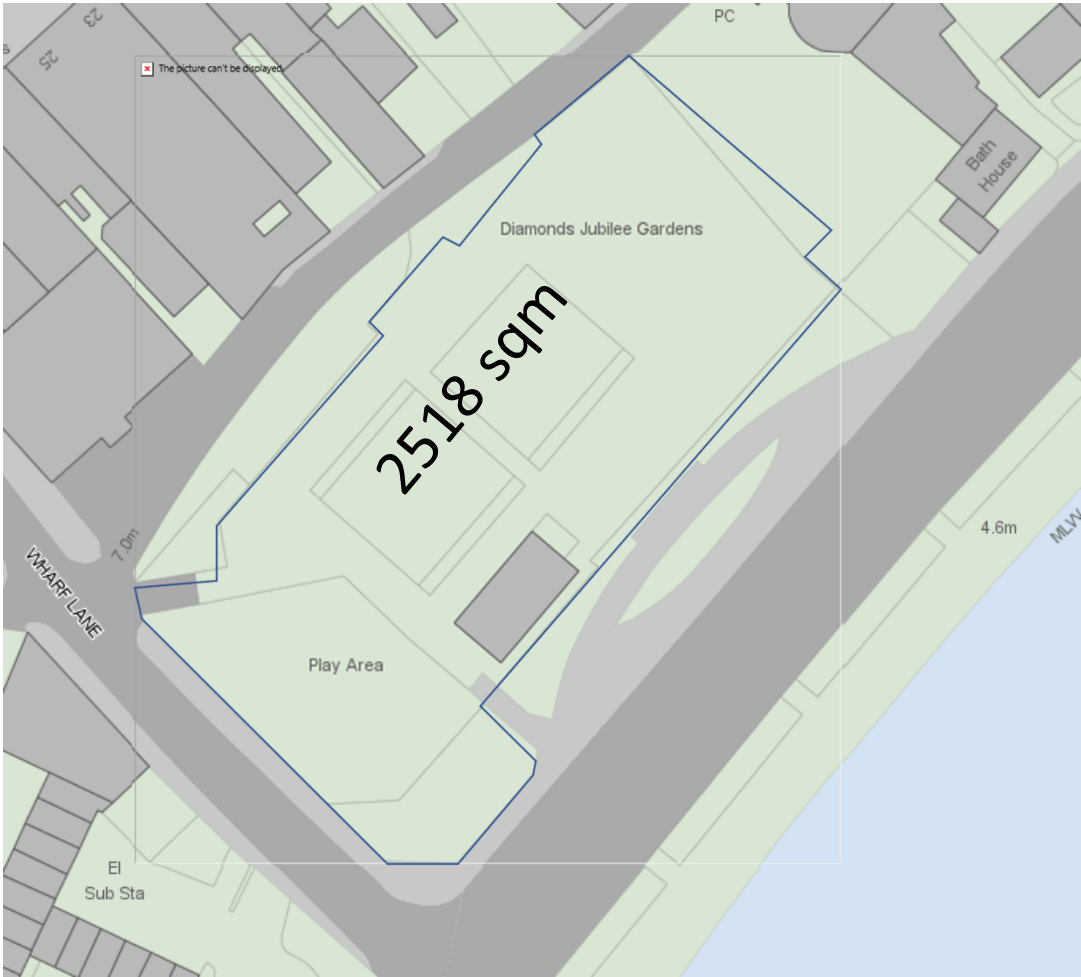 PC
23
25
The picture can't be displayed.
Bath
House
Diamonds Jubilee Gardens
2518 sqm
4.6m
MLW
7.0m
WHARF LANE
Play Area
El
Sub Sta